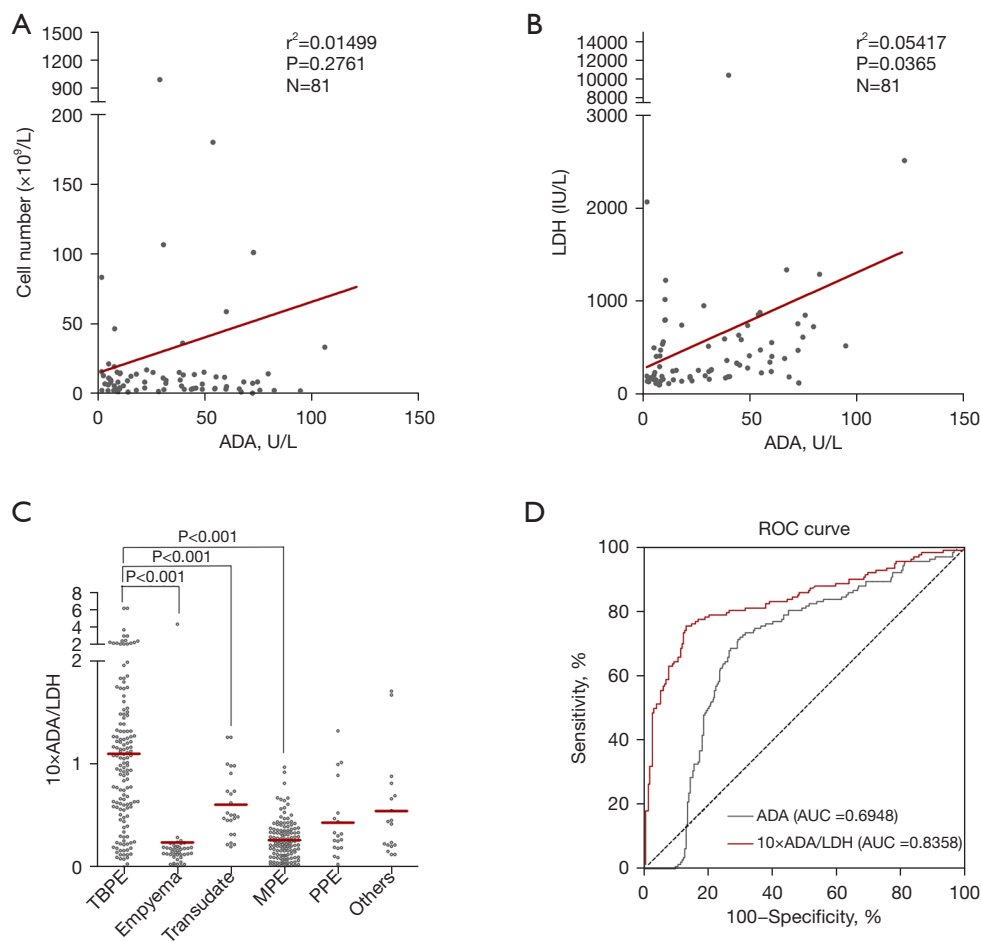 A
r²=0.01499
P=0.2761
N=81
Cell number (×10⁹/L)
1500
1200
900
200
150
100
50
0
0 50 100 150
ADA, U/L
B
r²=0.05417
P=0.0365
N=81
LDH (IU/L)
14000
12000
10000
8000
3000
2000
1000
0
0 50 100 150
ADA, U/L
C
P<0.001
P<0.001
P<0.001
10×ADA/LDH
8
6
4
2
2
1
0
TBPE Empyema Transudate MPE PPE Others
D
ROC curve
Sensitivity, %
100
80
60
40
20
0
ADA (AUC =0.6948)
10×ADA/LDH (AUC =0.8358)
0 20 40 60 80 100
100−Specificity, %